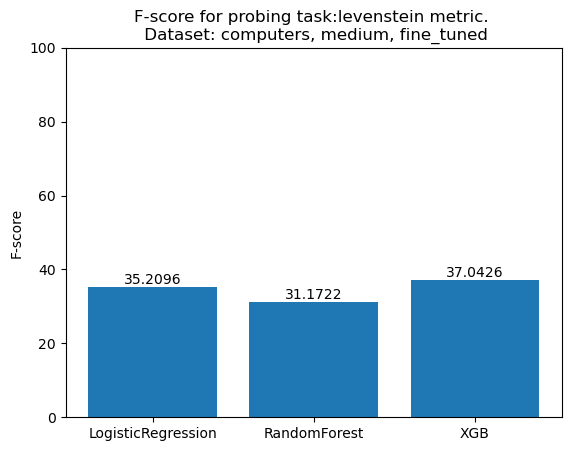 F-score for probing task:levenstein metric.
Dataset: computers, medium, fine_tuned
100
80
60
40
20
0
F-score
35.2096
31.1722
37.0426
LogisticRegression
RandomForest
XGB